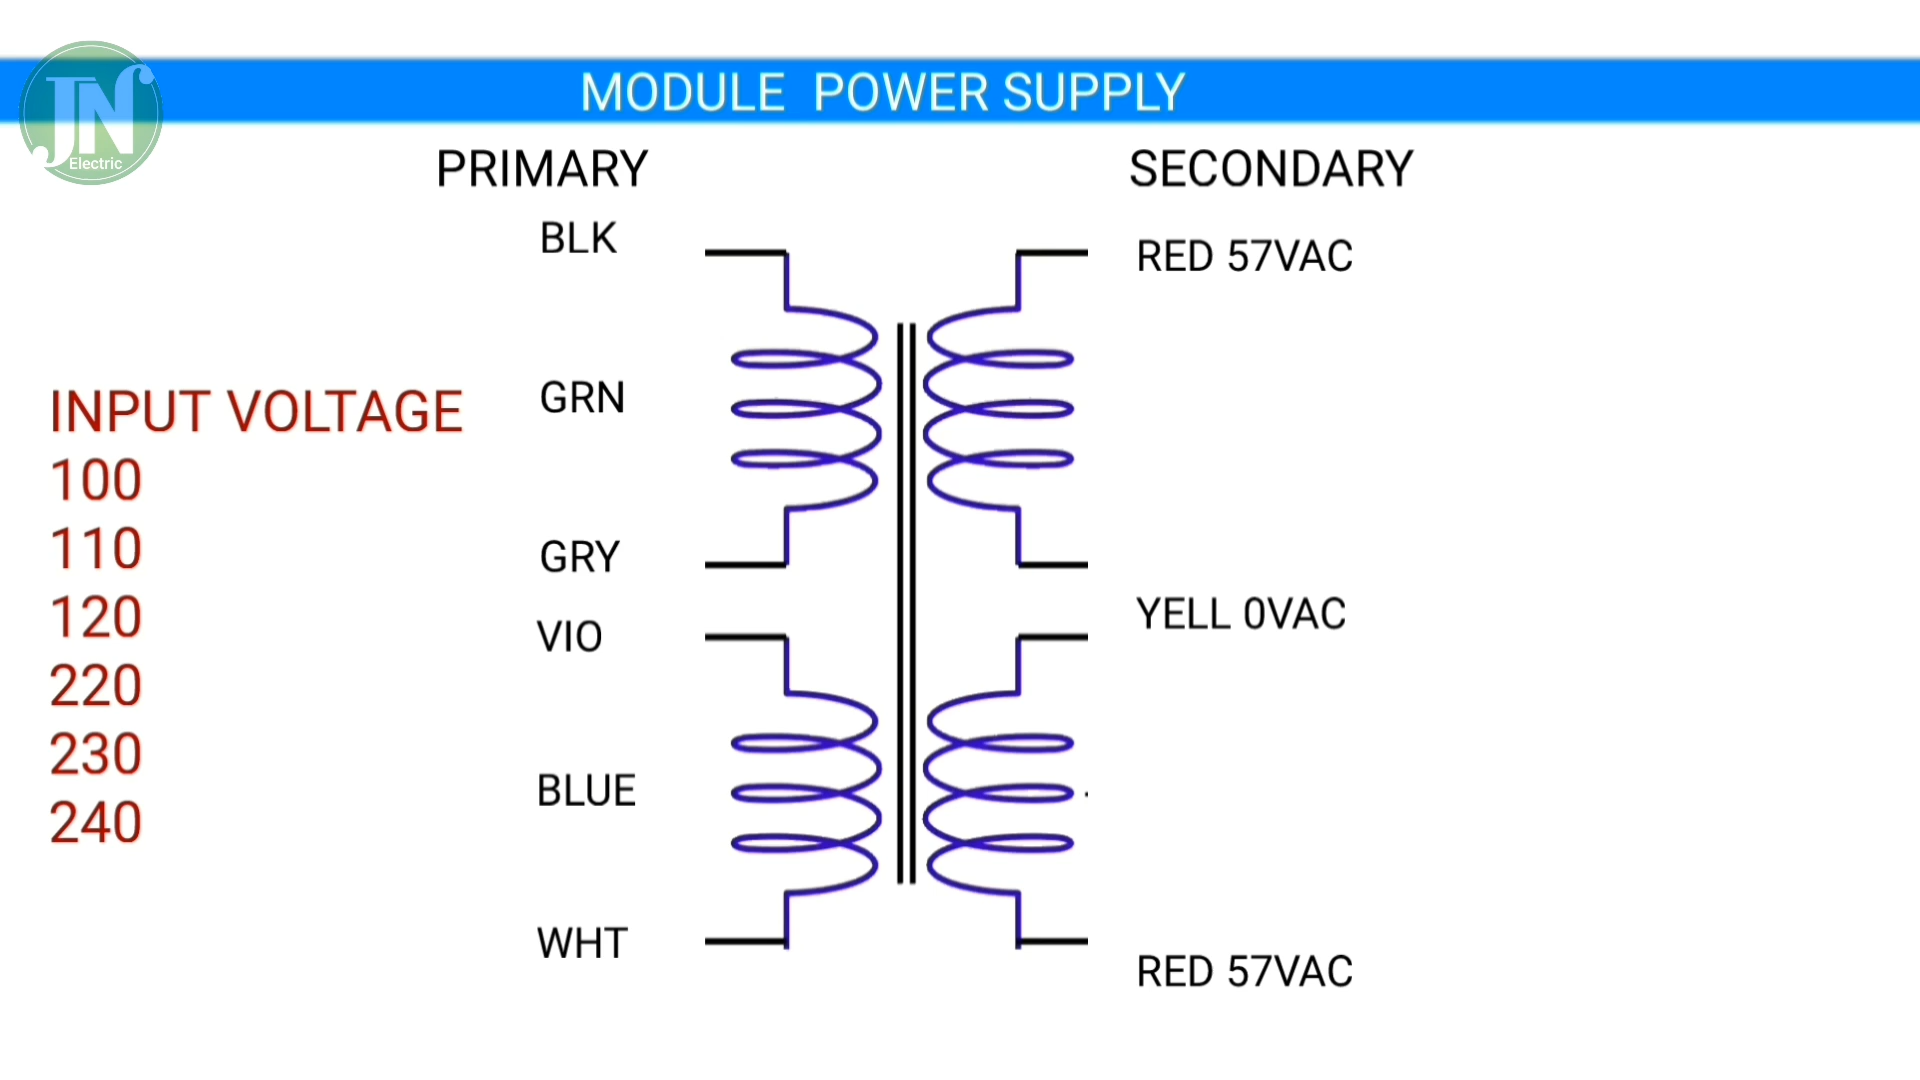 JN
Electric
MODULE POWER SUPPLY
PRIMARY
SECONDARY
BLK
RED 57VAC
GRN
INPUT VOLTAGE
100
110
120
220
230
240
GRY
VIO
YELL 0VAC
BLUE
WHT
RED 57VAC